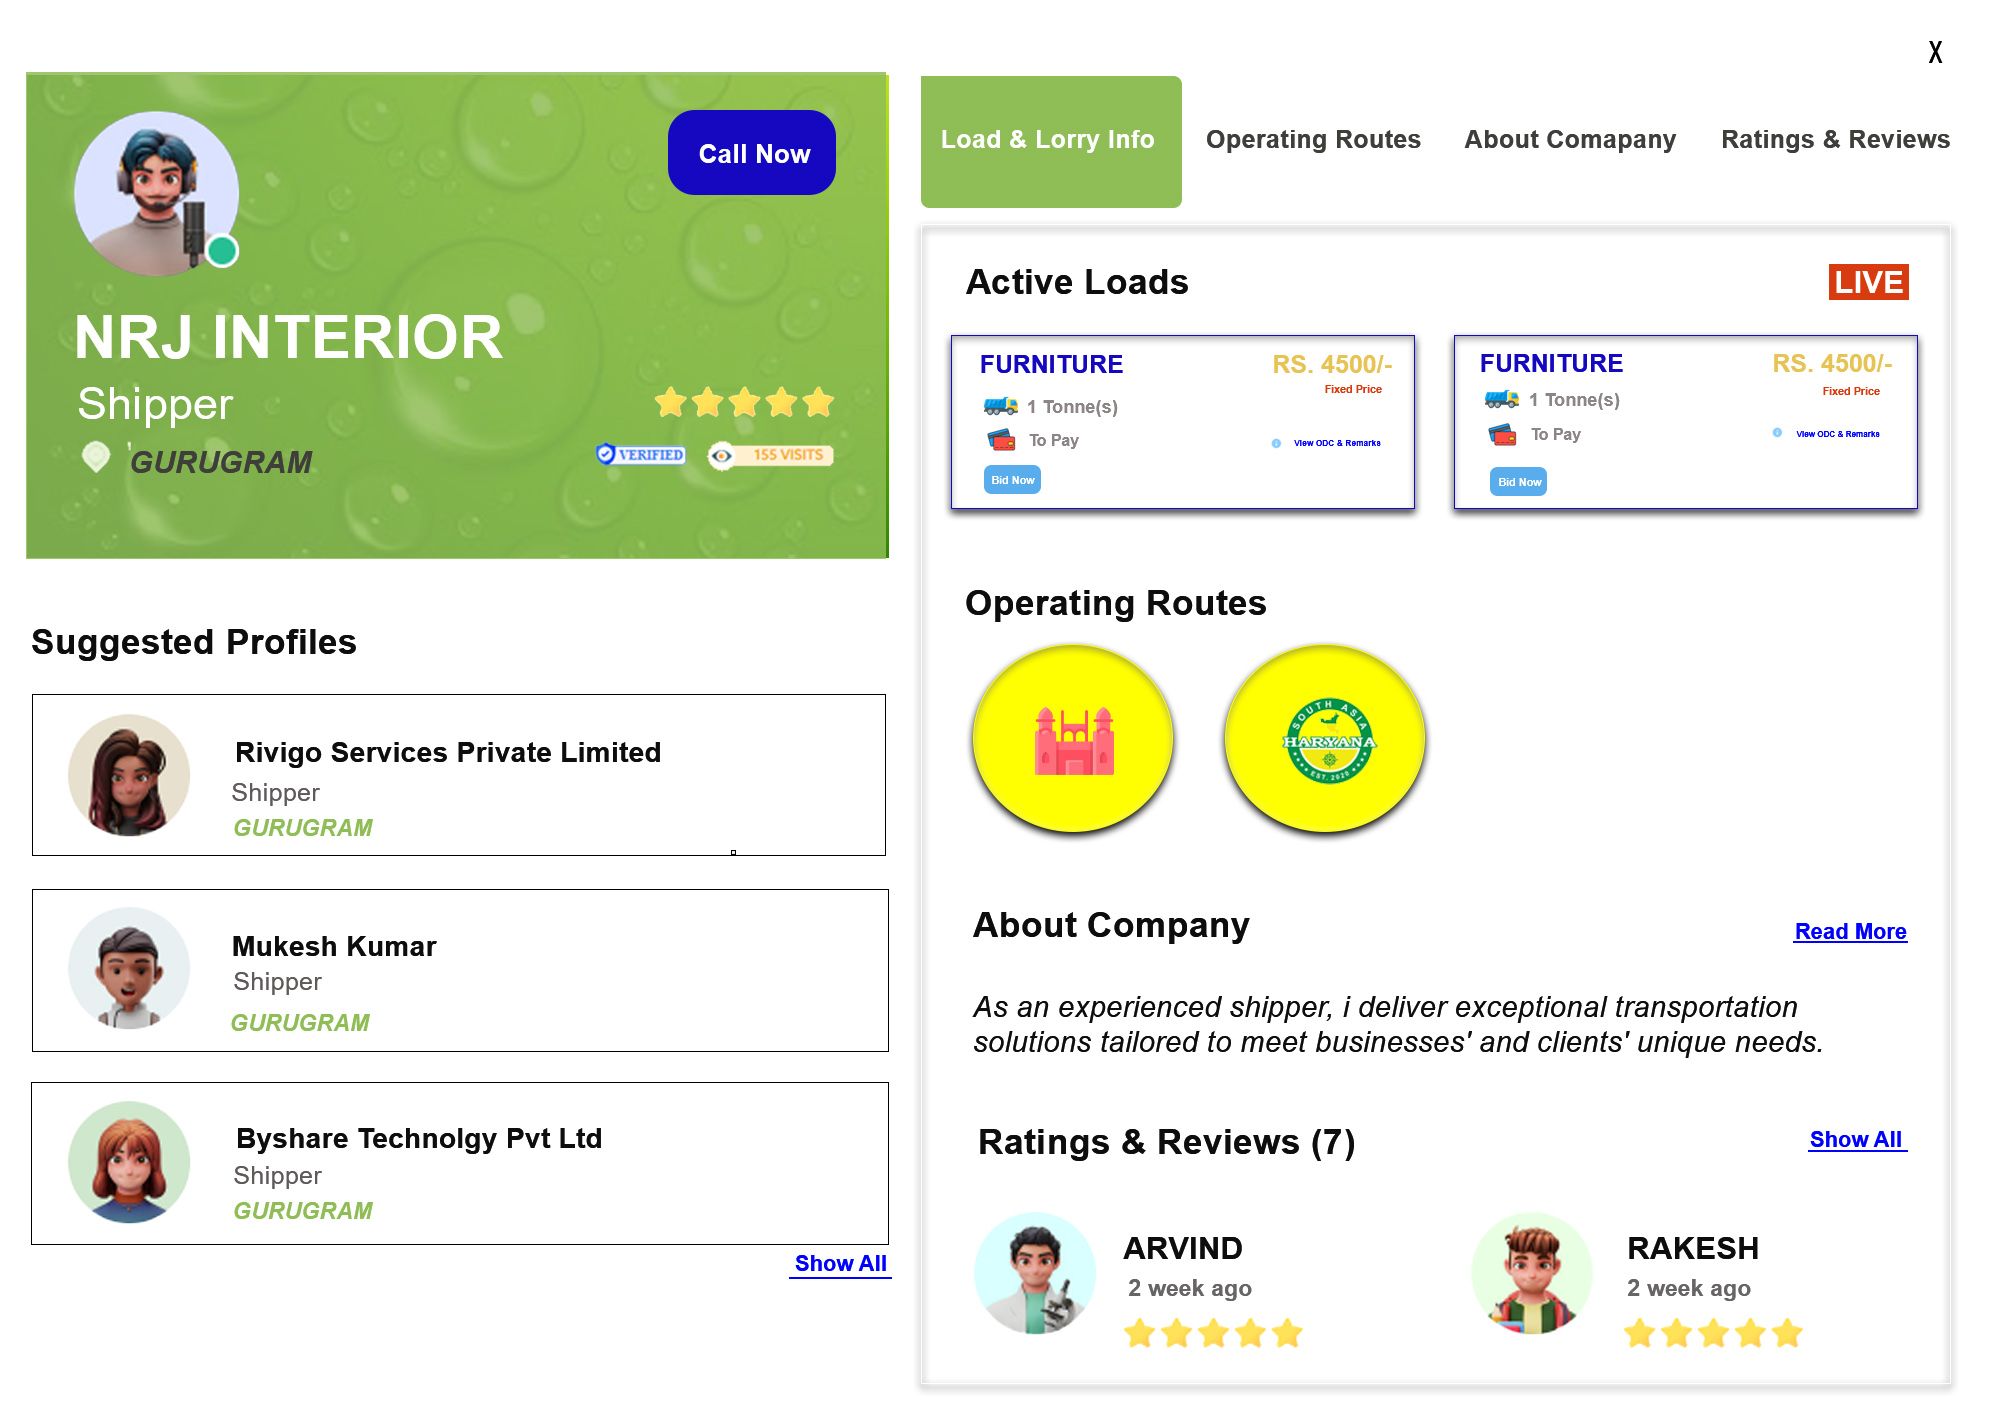 X
Call Now
NRJ INTERIOR
Shipper
GURUGRAM
VERIFIED
155 VISITS
Suggested Profiles
Rivigo Services Private Limited
Shipper
GURUGRAM
Mukesh Kumar
Shipper
GURUGRAM
Byshare Technolgy Pvt Ltd
Shipper
GURUGRAM
Show All
Load & Lorry Info
Operating Routes
About Comapany
Ratings & Reviews
Active Loads
LIVE
FURNITURE
RS. 4500/-
Fixed Price
1 Tonne(s)
To Pay
View ODC & Remarks
Bid Now
FURNITURE
RS. 4500/-
Fixed Price
1 Tonne(s)
To Pay
View ODC & Remarks
Bid Now
Operating Routes
SOUTH ASIA
HARYANA
EST. 2020
About Company
Read More
As an experienced shipper, i deliver exceptional transportation
solutions tailored to meet businesses' and clients' unique needs.
Ratings & Reviews (7)
Show All
ARVIND
2 week ago
RAKESH
2 week ago